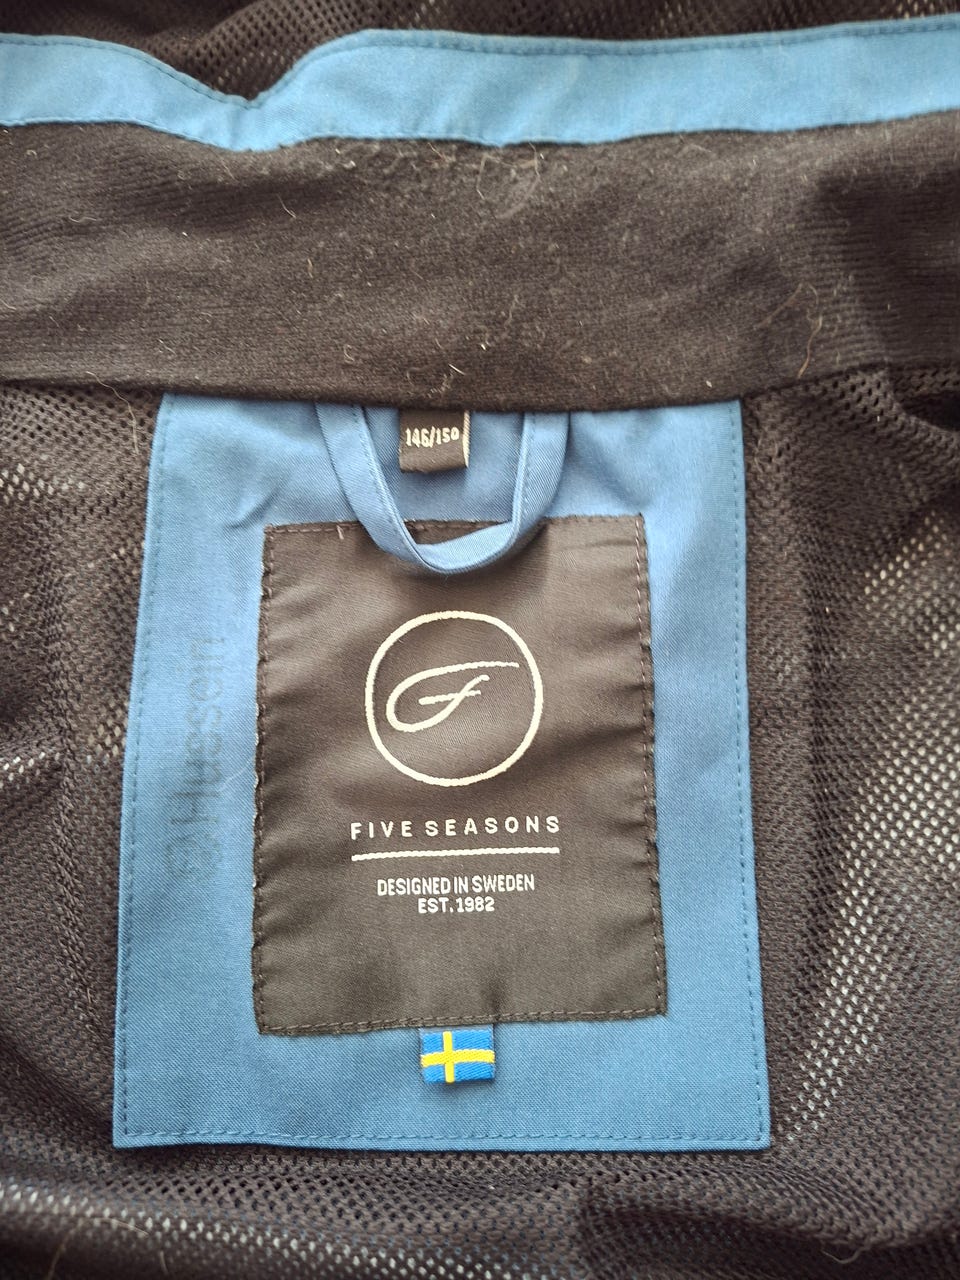 146/150
F
FIVE SEASONS
DESIGNED IN SWEDEN
EST. 1982